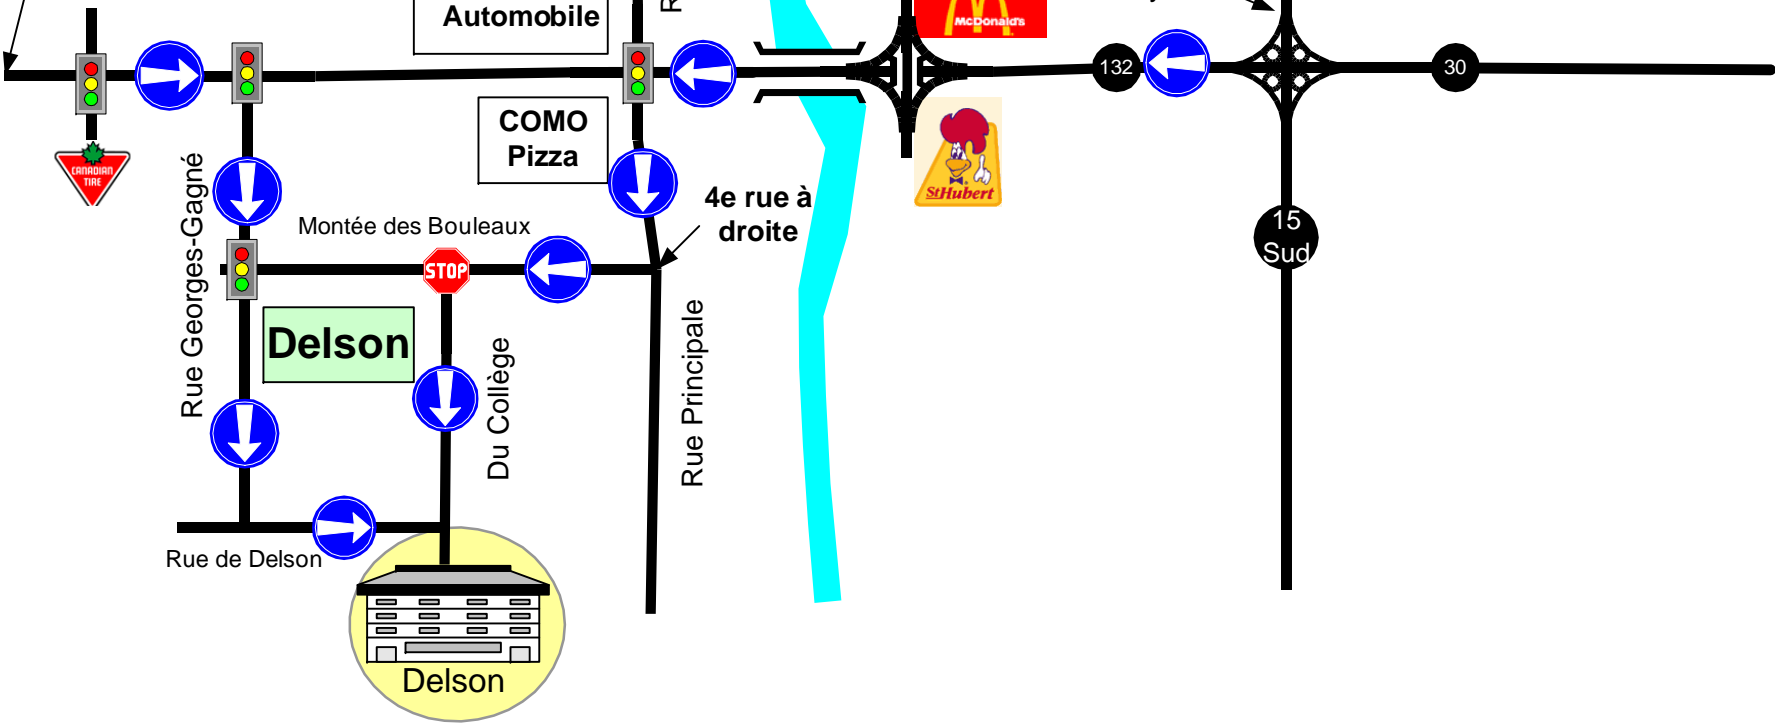 Automobile
McDonald's
132
30
COMO
Pizza
CANADIAN
TIRE
StHubert
4e rue à
droite
Montée des Bouleaux
Rue Georges-Gagné
STOP
15
Sud
Delson
Du Collège
Rue Principale
Rue de Delson
Delson